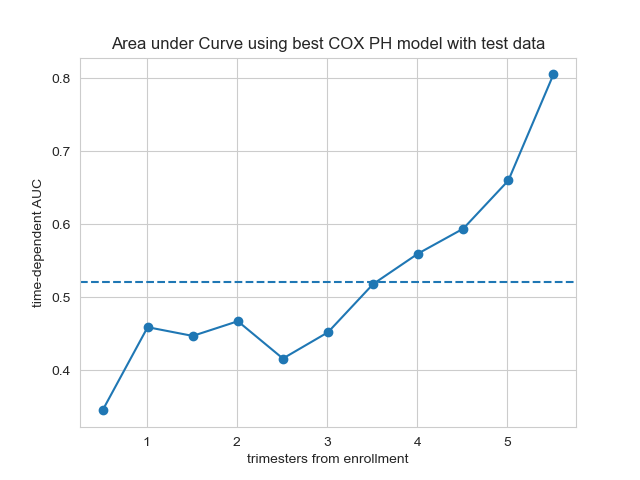 Area under Curve using best COX PH model with test data
time-dependent AUC
0.8
0.7
0.6
0.5
0.4
1 2 3 4 5
trimesters from enrollment